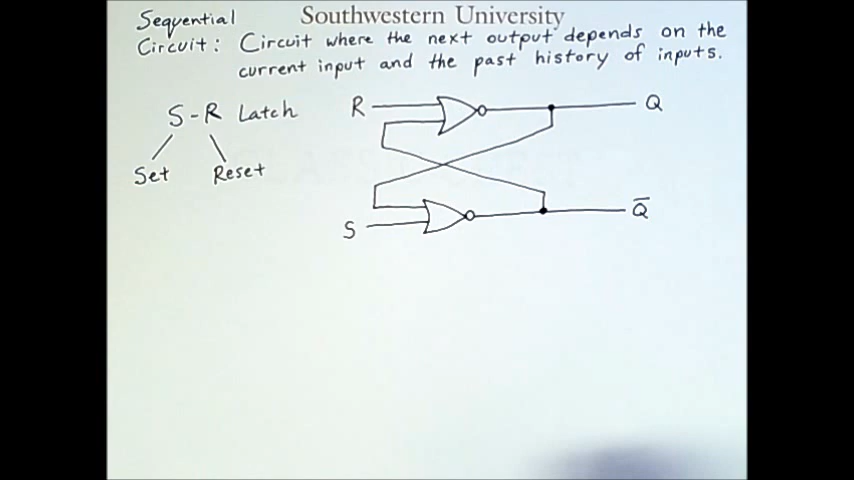 Southwestern University
Sequential
Circuit: Circuit where the next output depends on the
current input and the past history of inputs.
S-R Latch
Set Reset
R
Q
S
Q̅